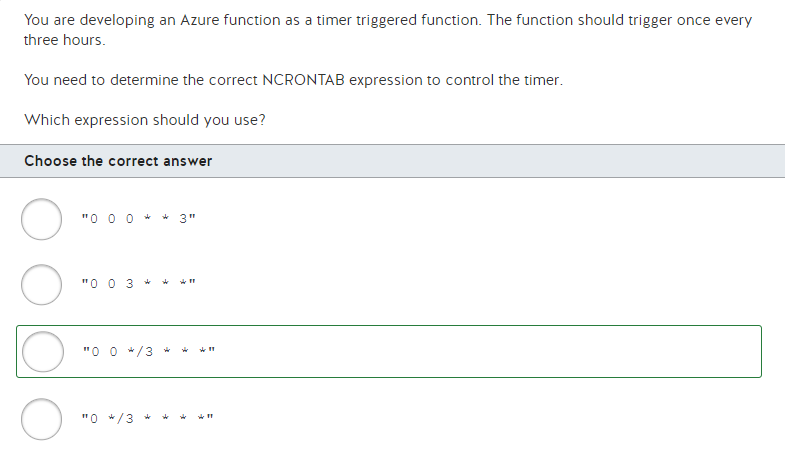 You are developing an Azure function as a timer triggered function. The function should trigger once every
three hours.
You need to determine the correct NCRONTAB expression to control the timer.
Which expression should you use?
Choose the correct answer
"0 0 0 * * 3"
"0 0 3 * * *"
"0 0 */3 * * *"
"0 */3 * * * *"